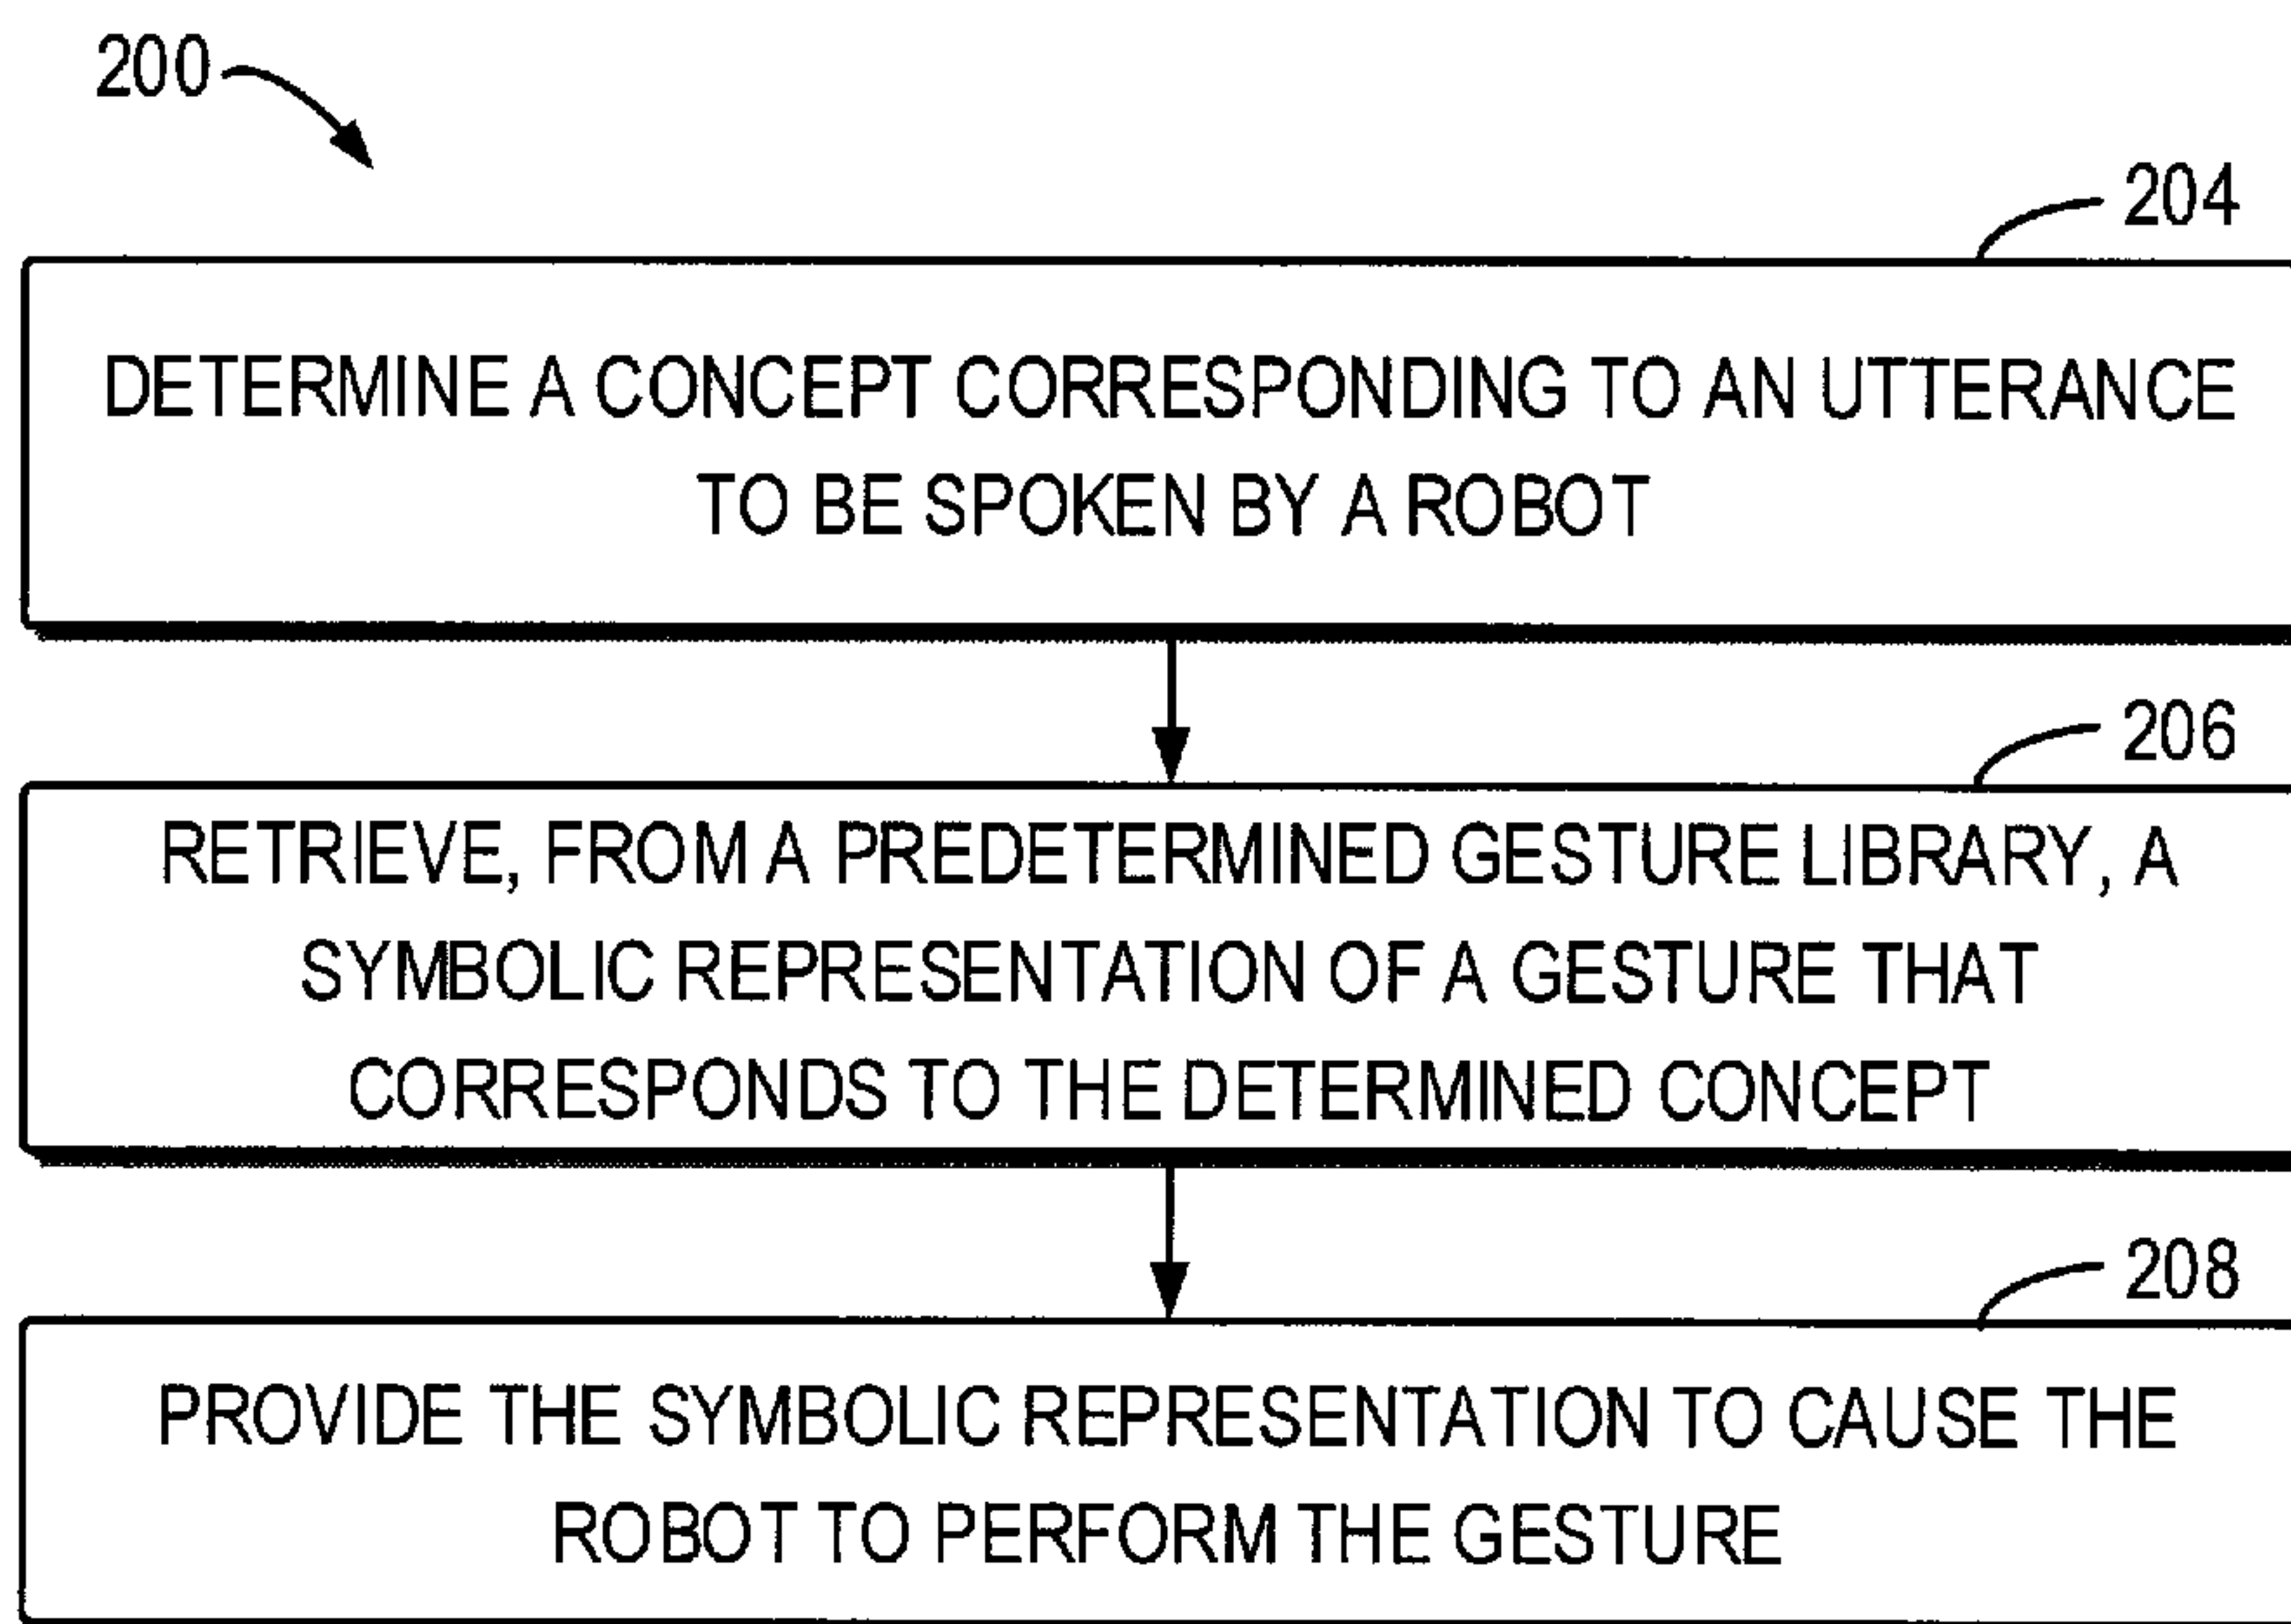 200
204
DETERMINE A CONCEPT CORRESPONDING TO AN UTTERANCE
TO BE SPOKEN BY A ROBOT
206
RETRIEVE, FROM A PREDETERMINED GESTURE LIBRARY, A
SYMBOLIC REPRESENTATION OF A GESTURE THAT
CORRESPONDS TO THE DETERMINED CONCEPT
208
PROVIDE THE SYMBOLIC REPRESENTATION TO CAUSE THE
ROBOT TO PERFORM THE GESTURE